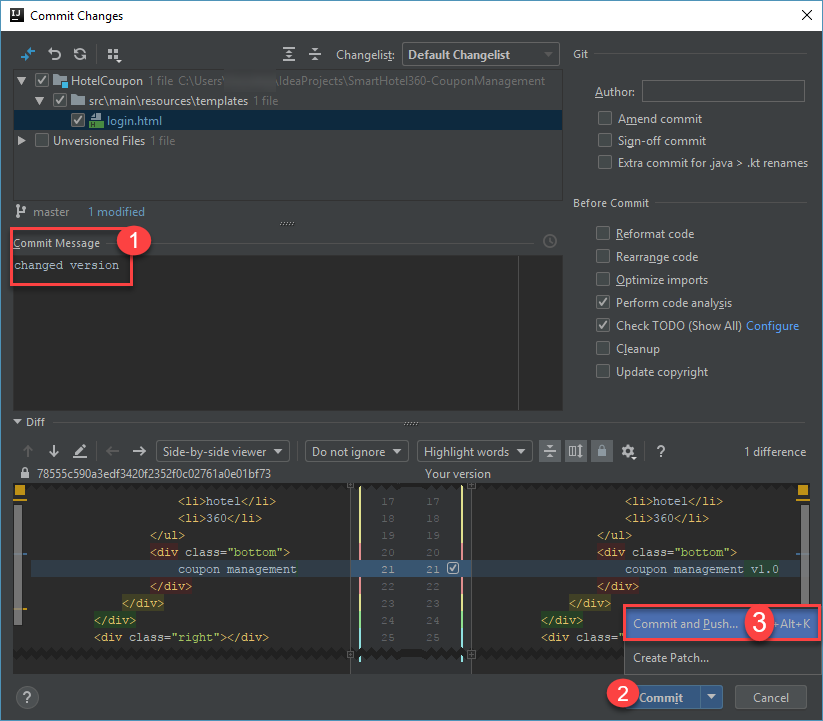 Commit Changes
Changelist: Default Changelist
HotelCoupon 1 file C:\Users\ \IdeaProjects\SmartHotel360-CouponManagement
src\main\resources\templates 1 file
login.html
Unversioned Files 1 file
master 1 modified
Commit Message
1
changed version
Git
Author:
Amend commit
Sign-off commit
Extra commit for .java > .kt renames
Before Commit
Reformat code
Rearrange code
Optimize imports
Perform code analysis
Check TODO (Show All) Configure
Cleanup
Update copyright
Diff
Side-by-side viewer Do not ignore Highlight words ? 1 difference
78555c590a3edf3420f2352f0c02761a0e01bf73 Your version
<li>hotel</li> 17 17 <li>hotel</li>
<li>360</li> 18 18 <li>360</li>
</ul> 19 19 </ul>
<div class="bottom"> 20 20 <div class="bottom">
coupon management 21 21 coupon management v1.0
</div> 22 22 </div>
</div> 23 23 </div>
</div> 24 24 </div>
<div class="right"></div> 25 25 <div class=
Commit and Push... 3 +Alt+K
Create Patch...
? 2 Commit Cancel